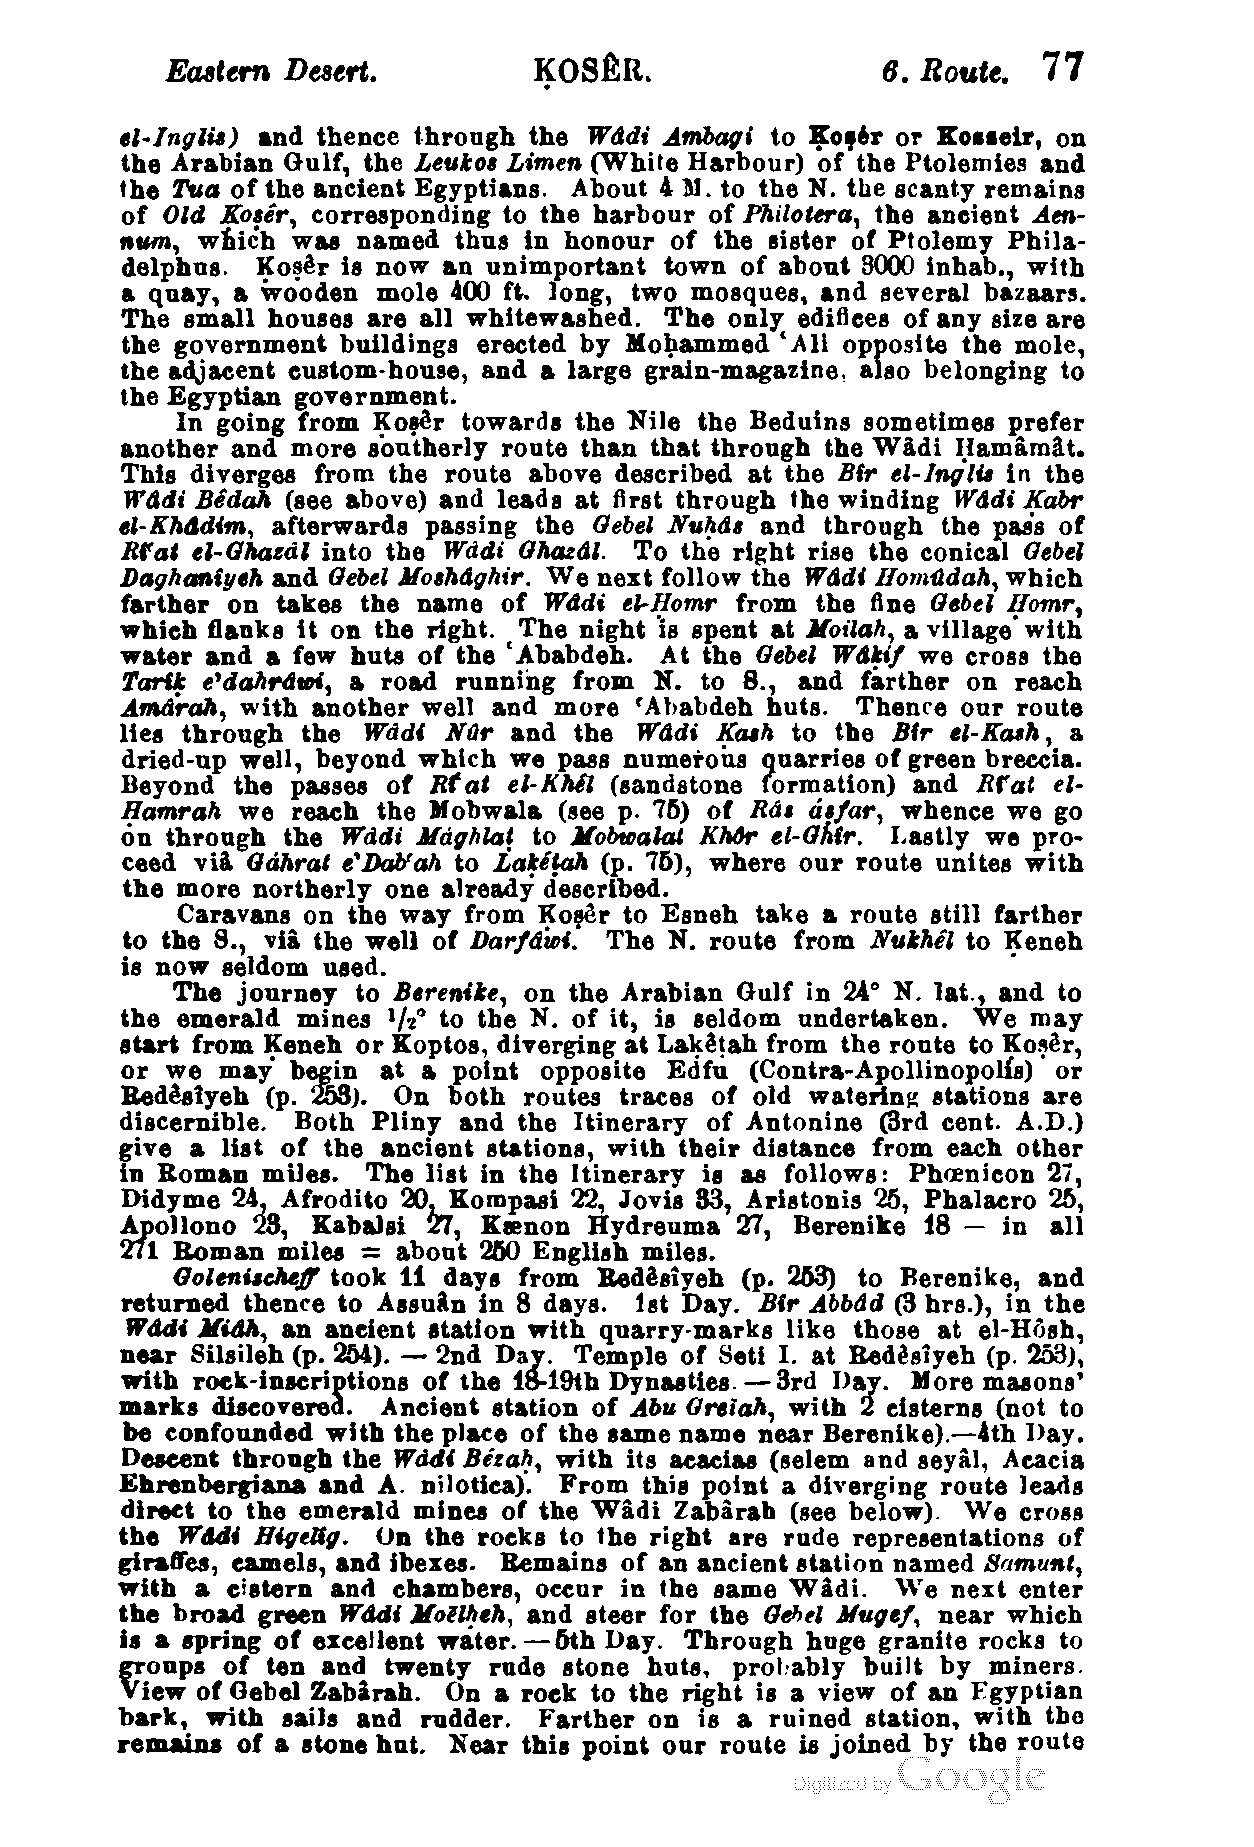 Eastern Desert. ḲOSÊR. 6. Route. 77
el-Inglis) and thence through the Wâdi Ambagi to Ḳoṣêr or Kosseir, on
the Arabian Gulf, the Leukos Limen (White Harbour) of the Ptolemies and
the Tua of the ancient Egyptians. About 4 M. to the N. the scanty remains
of Old Ḳoṣêr, corresponding to the harbour of Philotera, the ancient Aen-
num, which was named thus in honour of the sister of Ptolemy Phila-
delphus. Ḳoṣêr is now an unimportant town of about 3000 inhab., with
a quay, a wooden mole 400 ft. long, two mosques, and several bazaars.
The small houses are all whitewashed. The only edifices of any size are
the government buildings erected by Moḥammed ʿAli opposite the mole,
the adjacent custom-house, and a large grain-magazine, also belonging to
the Egyptian government.
In going from Ḳoṣêr towards the Nile the Beduins sometimes prefer
another and more southerly route than that through the Wâdi Ḥamâmât.
This diverges from the route above described at the Bîr el-Inglis in the
Wâdi Bêdah (see above) and leads at first through the winding Wâdi Ḳabr
el-Khâdim, afterwards passing the Gebel Nuḥâs and through the pass of
Rîʿat el-Ghazâl into the Wâdi Ghazâl. To the right rise the conical Gebel
Daghanîyeh and Gebel Moshâghir. We next follow the Wâdi Homûdah, which
farther on takes the name of Wâdi el-Ḥomr from the fine Gebel Ḥomr,
which flanks it on the right. The night is spent at Moilah, a village with
water and a few huts of the ʿAbabdeh. At the Gebel Wâḳif we cross the
Tarîḳ e'dahrâwi, a road running from N. to S., and farther on reach
Amârah, with another well and more ʿAbabdeh huts. Thence our route
lies through the Wâdi Nûr and the Wâdi Ḳash to the Bîr el-Kash, a
dried-up well, beyond which we pass numerous quarries of green breccia.
Beyond the passes of Rîʿat el-Khêl (sandstone formation) and Rîʿat el-
Ḥamrah we reach the Mobwala (see p. 75) of Râs áṣfar, whence we go
on through the Wâdi Mâghlaṭ to Mobwalat Khôr el-Ghîr. Lastly we pro-
ceed viâ Gâhrat e'Dabʿah to Laḳêṭah (p. 75), where our route unites with
the more northerly one already described.
Caravans on the way from Ḳoṣêr to Esneh take a route still farther
to the S., viâ the well of Darfâwi. The N. route from Nukhêl to Ḳeneh
is now seldom used.
The journey to Berenike, on the Arabian Gulf in 24° N. lat., and to
the emerald mines 1/2° to the N. of it, is seldom undertaken. We may
start from Ḳeneh or Koptos, diverging at Laḳêṭah from the route to Ḳoṣêr,
or we may begin at a point opposite Edfu (Contra-Apollinopolis) or
Redêsîyeh (p. 253). On both routes traces of old watering stations are
discernible. Both Pliny and the Itinerary of Antonine (3rd cent. A.D.)
give a list of the ancient stations, with their distance from each other
in Roman miles. The list in the Itinerary is as follows: Phœnicon 27,
Didyme 24, Afrodito 20, Kompasi 22, Jovis 33, Aristonis 25, Phalacro 25,
Apollono 23, Kabalsi 27, Kænon Hydreuma 27, Berenike 18 — in all
271 Roman miles = about 250 English miles.
Golenischeff took 11 days from Redêsîyeh (p. 253) to Berenike, and
returned thence to Assuân in 8 days. 1st Day. Bîr Abbâd (3 hrs.), in the
Wâdi Miâh, an ancient station with quarry-marks like those at el-Hôsh,
near Silsileh (p. 254). — 2nd Day. Temple of Seti I. at Redêsîyeh (p. 253),
with rock-inscriptions of the 18-19th Dynasties. — 3rd Day. More masons'
marks discovered. Ancient station of Abu Greiah, with 2 cisterns (not to
be confounded with the place of the same name near Berenike).—4th Day.
Descent through the Wâdi Bêzaḥ, with its acacias (selem and seyâl, Acacia
Ehrenbergiana and A. nilotica). From this point a diverging route leads
direct to the emerald mines of the Wâdi Zabârah (see below). We cross
the Wâdi Higelîg. On the rocks to the right are rude representations of
giraffes, camels, and ibexes. Remains of an ancient station named Samunt,
with a cistern and chambers, occur in the same Wâdi. We next enter
the broad green Wâdi Moêlḥeh, and steer for the Gebel Mugef, near which
is a spring of excellent water. — 5th Day. Through huge granite rocks to
groups of ten and twenty rude stone huts, probably built by miners.
View of Gebel Zabârah. On a rock to the right is a view of an Egyptian
bark, with sails and rudder. Farther on is a ruined station, with the
remains of a stone hut. Near this point our route is joined by the route
Digitized by Google